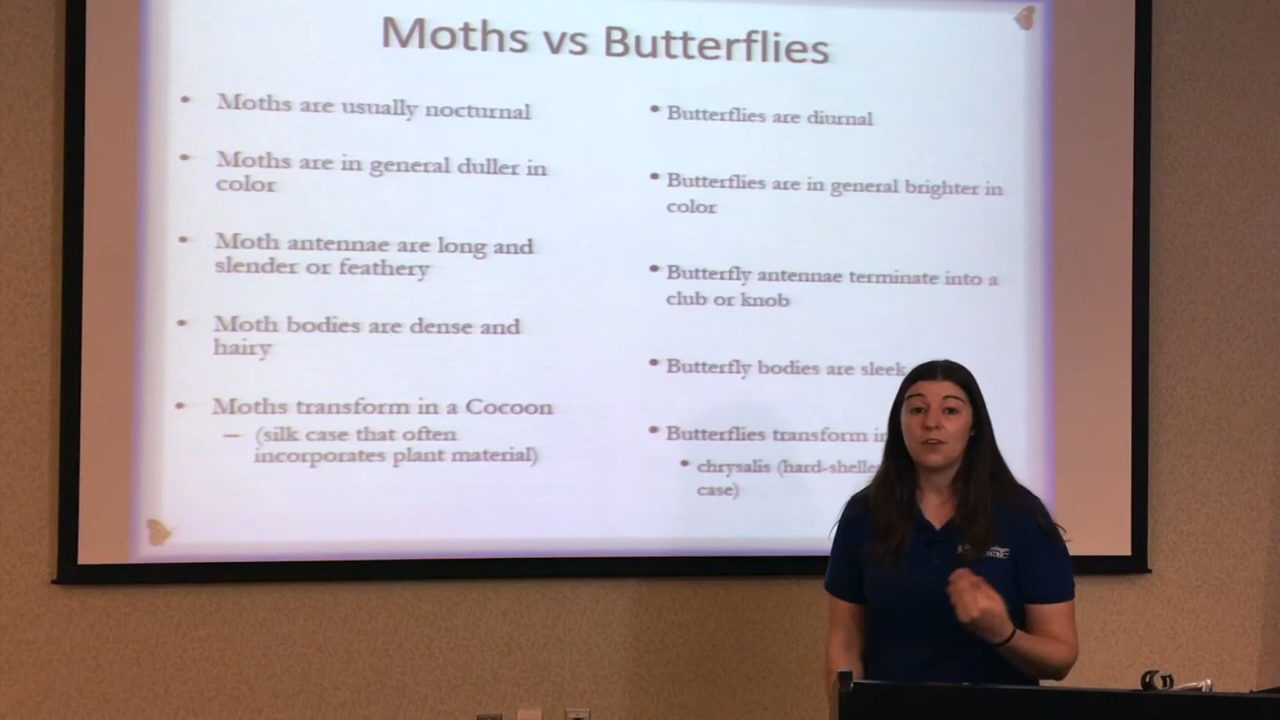 Moths vs Butterflies
• Moths are usually nocturnal
• Moths are in general duller in
color
• Moth antennae are long and
slender or feathery
• Moth bodies are dense and
hairy
• Moths transform in a Cocoon
– (silk case that often
incorporates plant material)
• Butterflies are diurnal
• Butterflies are in general brighter in
color
• Butterfly antennae terminate into a
club or knob
• Butterfly bodies are sleek
• Butterflies transform
• chrysalis
case)